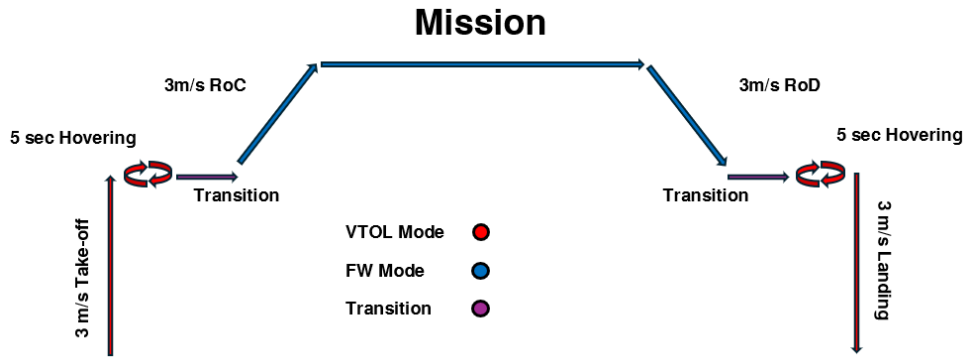 Mission
3m/s RoC
3m/s RoD
5 sec Hovering
5 sec Hovering
Transition
Transition
3 m/s Take-off
3 m/s Landing
VTOL Mode
FW Mode
Transition